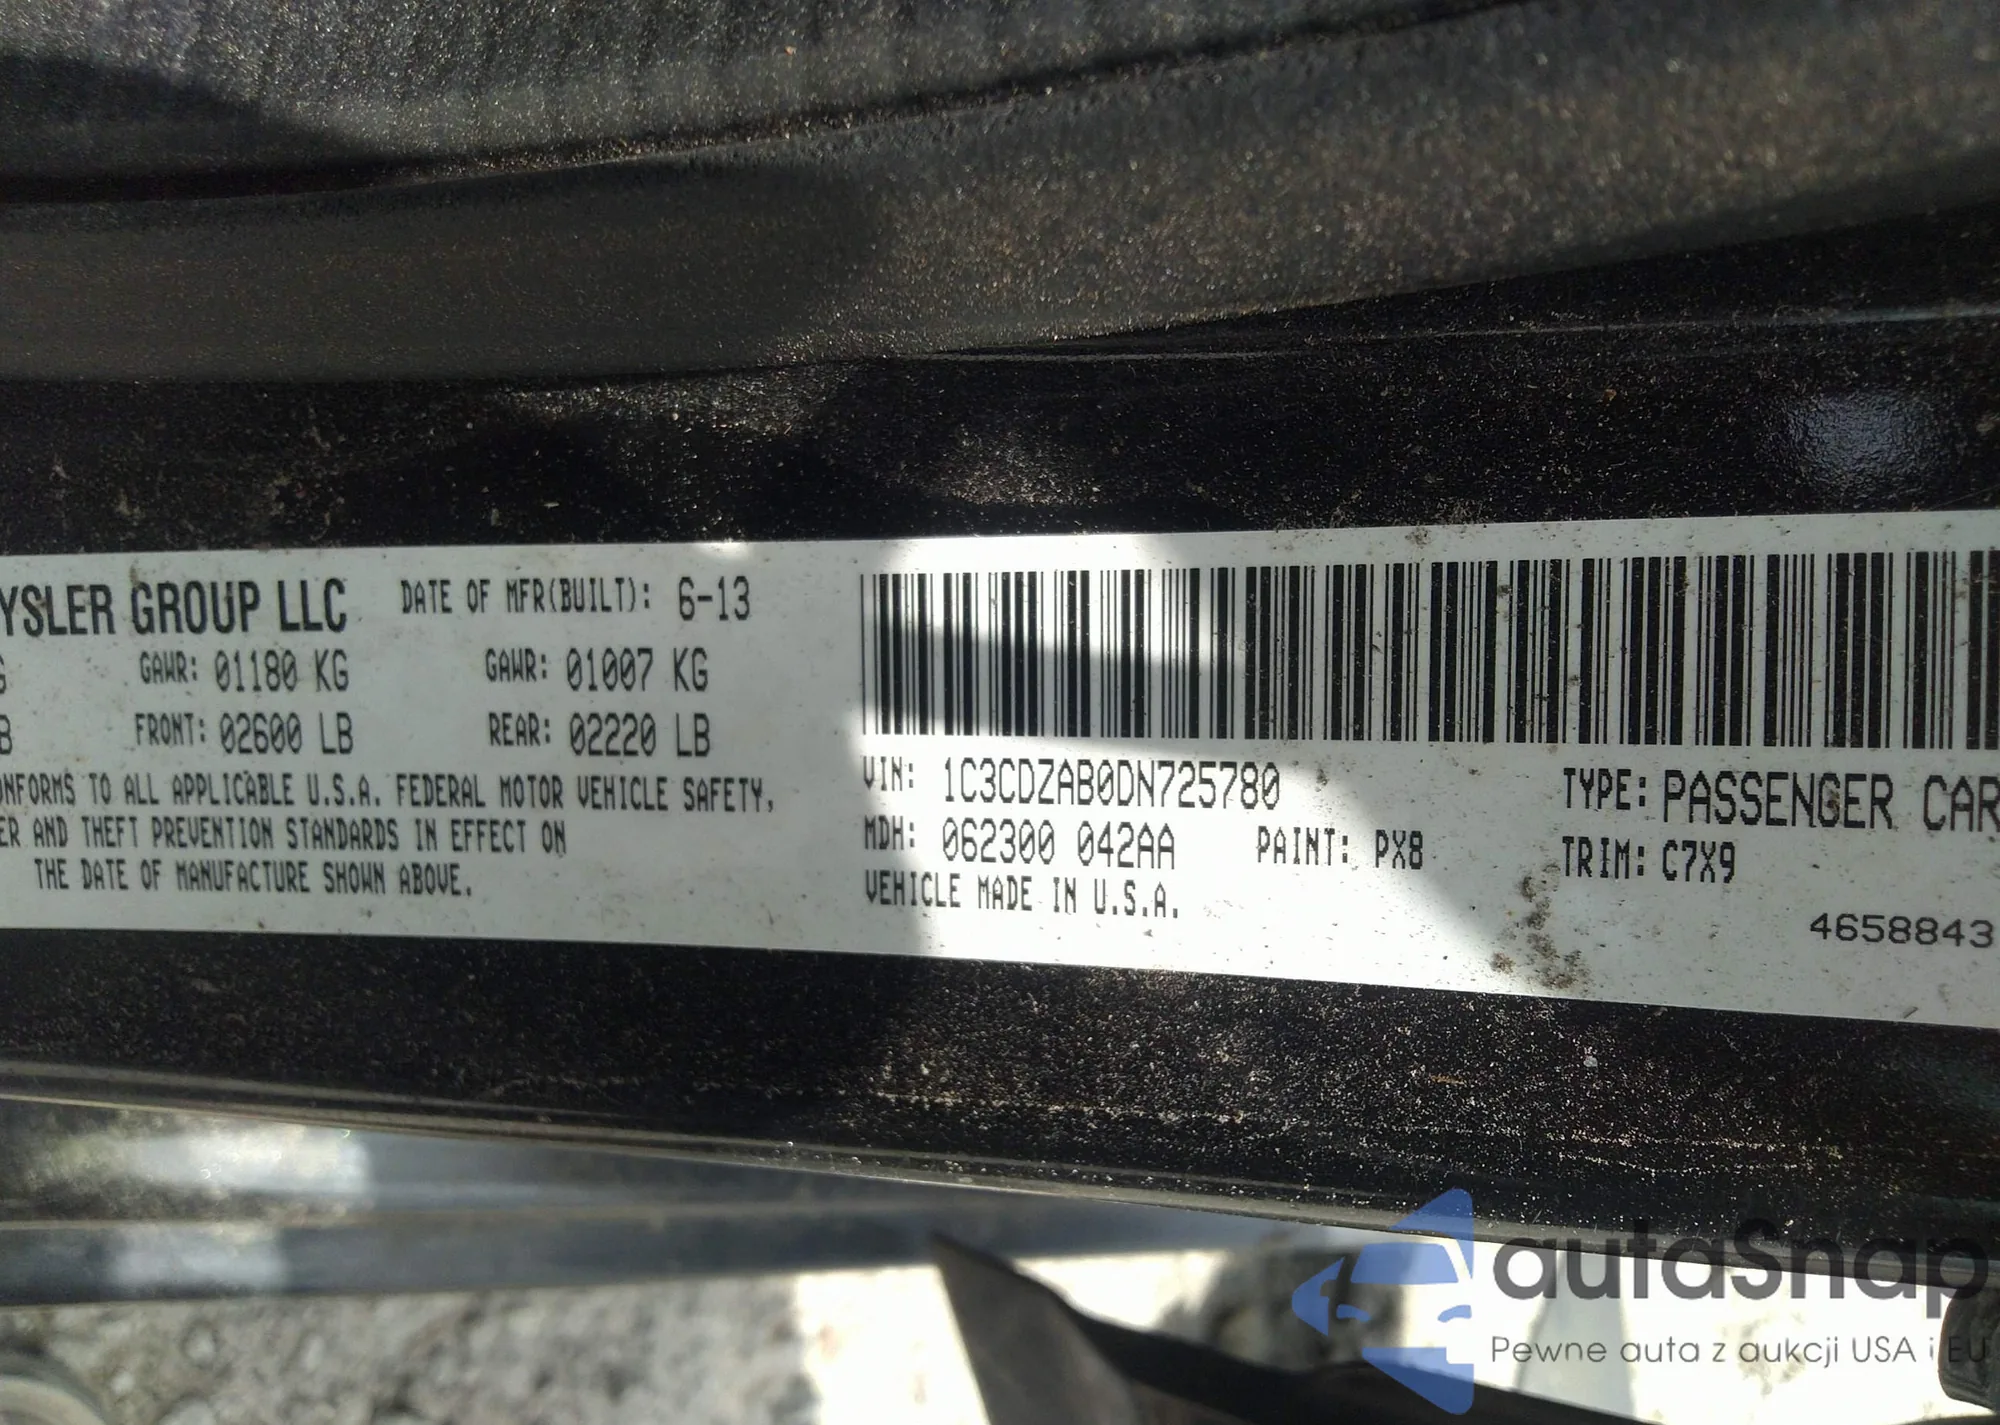 YSLER GROUP LLC DATE OF MFR(BUILT): 6-13
G GAWR: 01180 KG GAWR: 01007 KG
B FRONT: 02600 LB REAR: 02220 LB
ONFORMS TO ALL APPLICABLE U.S.A. FEDERAL MOTOR VEHICLE SAFETY,
ER AND THEFT PREVENTION STANDARDS IN EFFECT ON
THE DATE OF MANUFACTURE SHOWN ABOVE.
VIN: 1C3CDZAB0DN725780 TYPE: PASSENGER CAR
MDH: 062300 042AA PAINT: PX8 TRIM: C7X9
VEHICLE MADE IN U.S.A.
4658843
autaSnap
Pewne auta z aukcji USA i EU